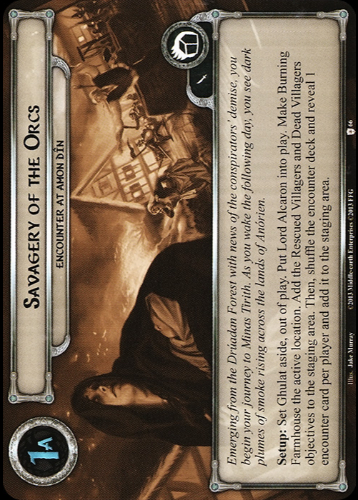 1A
Savagery of the Orcs
Encounter at Amon Dîn
Emerging from the Drúadan Forest with news of the conspirators' demise, you
begin your journey to Minas Tirith. As you wake the following day, you see dark
plumes of smoke rising across the lands of Anórien.
Setup: Set Ghulat aside, out of play. Put Lord Alcaron into play. Make Burning
Farmhouse the active location. Add the Rescued Villagers and Dead Villagers
objectives to the staging area. Then, shuffle the encounter deck and reveal 1
encounter card per player and add it to the staging area.
Illus. Jake Murray ©2013 Middle-earth Enterprises ©2013 FFG 66